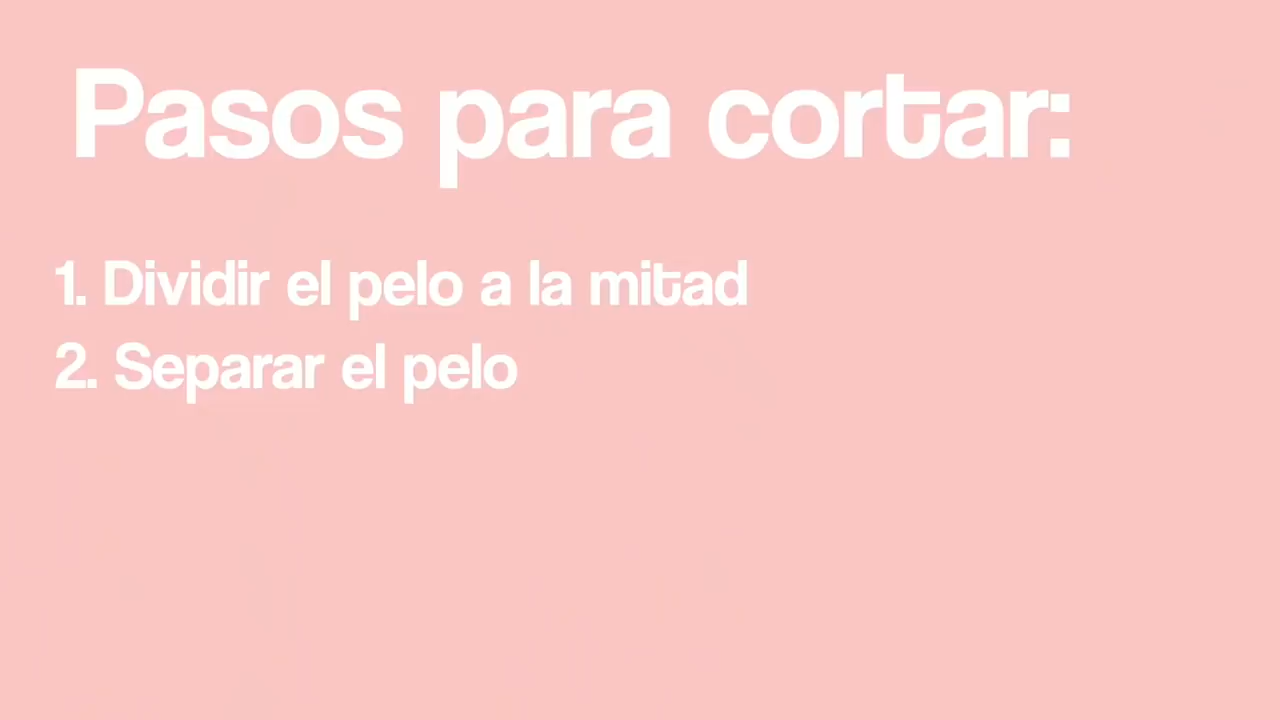 Pasos para cortar:
1. Dividir el pelo a la mitad
2. Separar el pelo